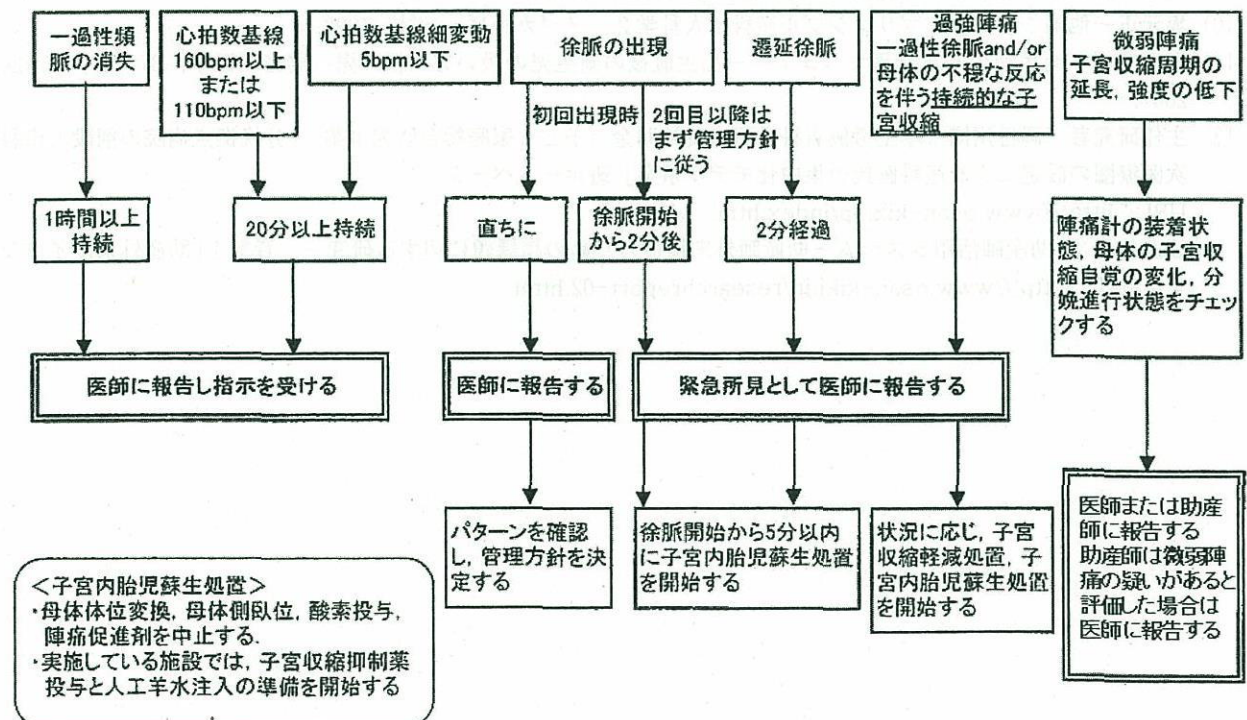 一過性頻
脈の消失
心拍数基線
160bpm以上
または
110bpm以下
心拍数基線細変動
5bpm以下
徐脈の出現
遷延徐脈
過強陣痛
一過性徐脈and/or
母体の不穏な反応
を伴う持続的な子
宮収縮
微弱陣痛
子宮収縮周期の
延長，強度の低下
初回出現時
2回目以降は
まず管理方針
に従う
1時間以上
持続
20分以上持続
直ちに
徐脈開始
から2分後
2分経過
陣痛計の装着状
態，母体の子宮収
縮自覚の変化，分
娩進行状態をチェッ
クする
医師に報告し指示を受ける
医師に報告する
緊急所見として医師に報告する
パターンを確認
し，管理方針を決
定する
徐脈開始から5分以内
に子宮内胎児蘇生処置
を開始する
状況に応じ，子宮
収縮軽減処置，子
宮内胎児蘇生処置
を開始する
医師または助産
師に報告する
助産師は微弱陣
痛の疑いがあると
評価した場合は
医師に報告する
＜子宮内胎児蘇生処置＞
・母体体位変換，母体側臥位，酸素投与，
陣痛促進剤を中止する．
・実施している施設では，子宮収縮抑制薬
投与と人工羊水注入の準備を開始する